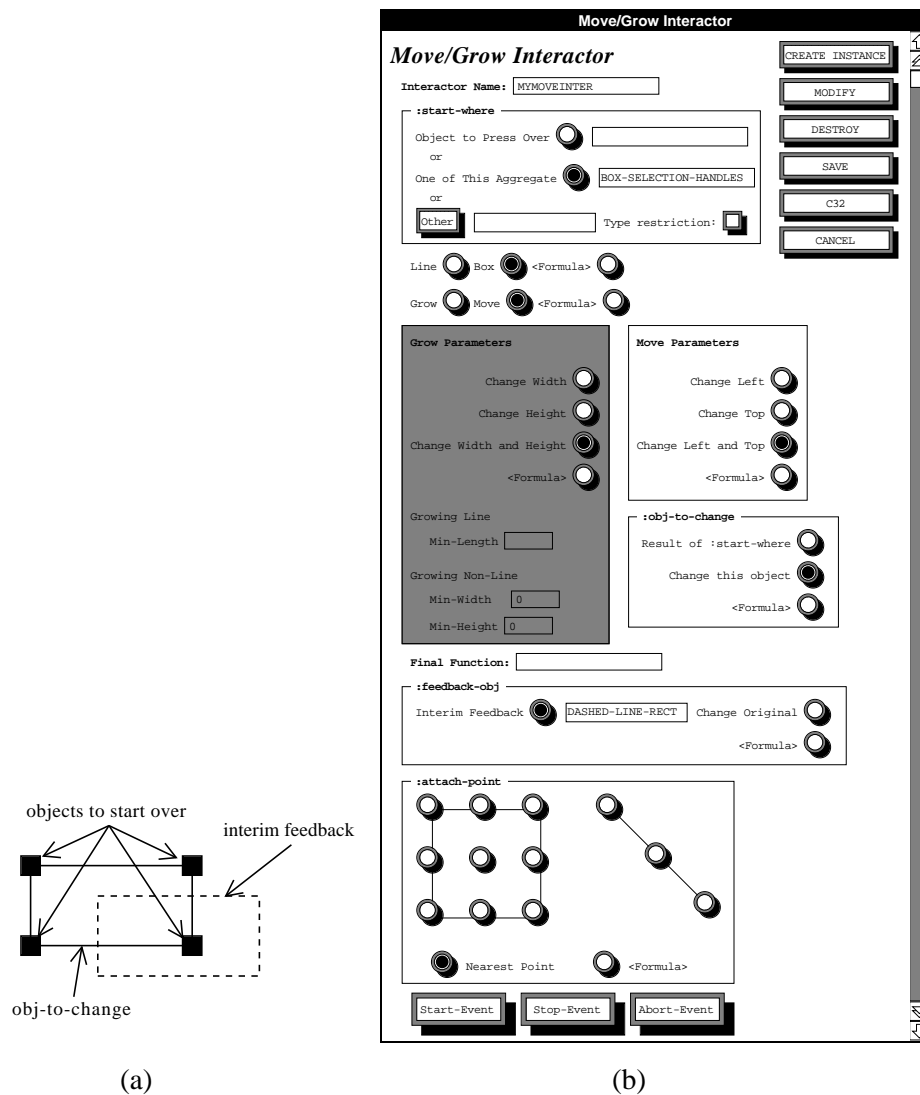 Move/Grow Interactor
Move/Grow Interactor
CREATE INSTANCE
Interactor Name: MYMOVEINTER
MODIFY
:start-where
DESTROY
Object to Press Over
or
SAVE
One of This Aggregate BOX-SELECTION-HANDLES
or
C32
Other Type restriction:
CANCEL
Line Box <Formula>
Grow Move <Formula>
Grow Parameters
Change Width
Change Height
Change Width and Height
<Formula>
Growing Line
Min-Length
Growing Non-Line
Min-Width 0
Min-Height 0
Move Parameters
Change Left
Change Top
Change Left and Top
<Formula>
:obj-to-change
Result of :start-where
Change this object
<Formula>
Final Function:
:feedback-obj
Interim Feedback DASHED-LINE-RECT Change Original
<Formula>
:attach-point
Nearest Point <Formula>
Start-Event Stop-Event Abort-Event
objects to start over
interim feedback
obj-to-change
(a) (b)